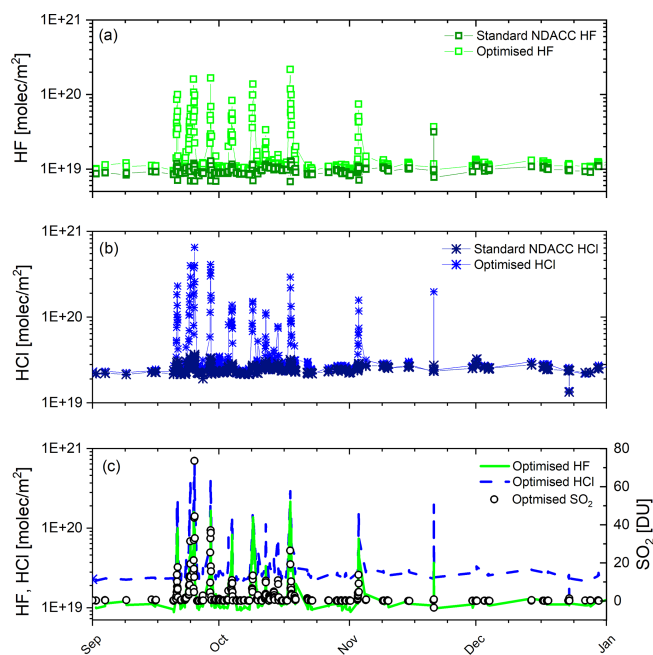 (a)
Standard NDACC HF
Optimised HF
HF [molec/m²]
1E+21
1E+20
1E+19
(b)
Standard NDACC HCl
Optimised HCl
HCl [molec/m²]
1E+21
1E+20
1E+19
(c)
Optimised HF
Optimised HCl
Optimised SO₂
HF, HCl [molec/m²]
1E+21
1E+20
1E+19
SO₂ [DU]
80
60
40
20
0
Sep
Oct
Nov
Dec
Jan